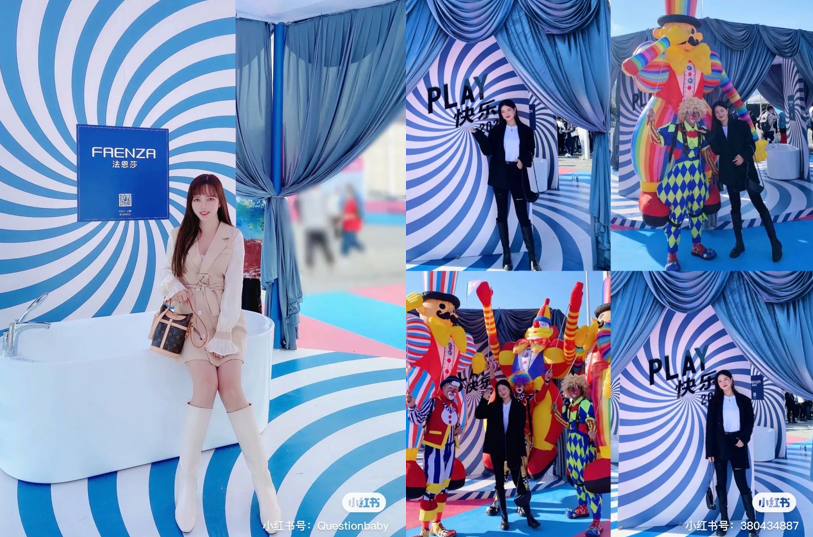 FAENZA
法恩莎
小红书
小红书号：Questionbaby
PLAY
快乐
PLAY
快乐
小红书
小红书号：380434887